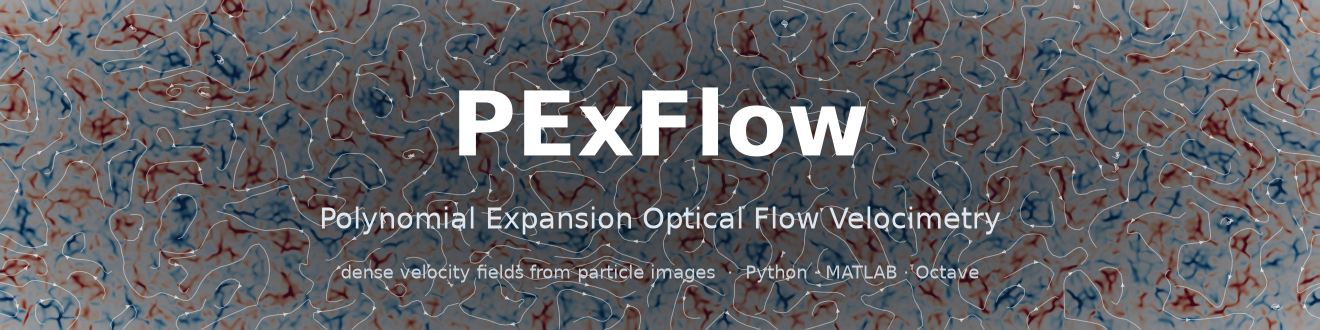 PExFlow
Polynomial Expansion Optical Flow Velocimetry
dense velocity fields from particle images · Python · MATLAB · Octave